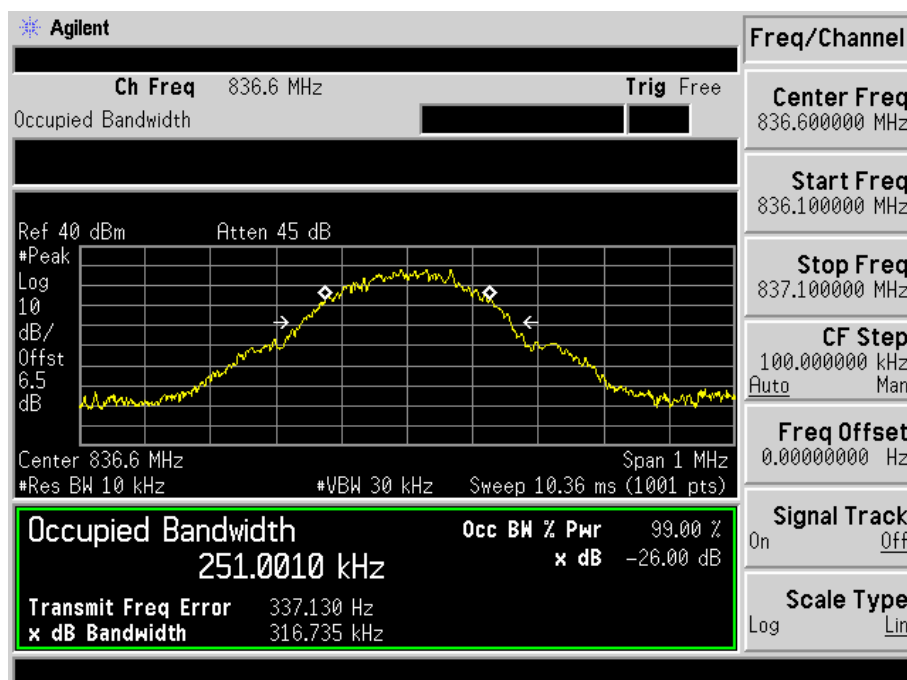 Agilent
Freq/Channel
Ch Freq 836.6 MHz Trig Free
Occupied Bandwidth
Center Freq
836.600000 MHz
Start Freq
836.100000 MHz
Stop Freq
837.100000 MHz
CF Step
100.000000 kHz
Auto Man
Freq Offset
0.00000000 Hz
Signal Track
On Off
Scale Type
Log Lin
Ref 40 dBm Atten 45 dB
#Peak
Log
10
dB/
Offst
6.5
dB
Center 836.6 MHz Span 1 MHz
#Res BW 10 kHz #VBW 30 kHz Sweep 10.36 ms (1001 pts)
Occupied Bandwidth Occ BW % Pwr 99.00 %
251.0010 kHz x dB -26.00 dB
Transmit Freq Error 337.130 Hz
x dB Bandwidth 316.735 kHz